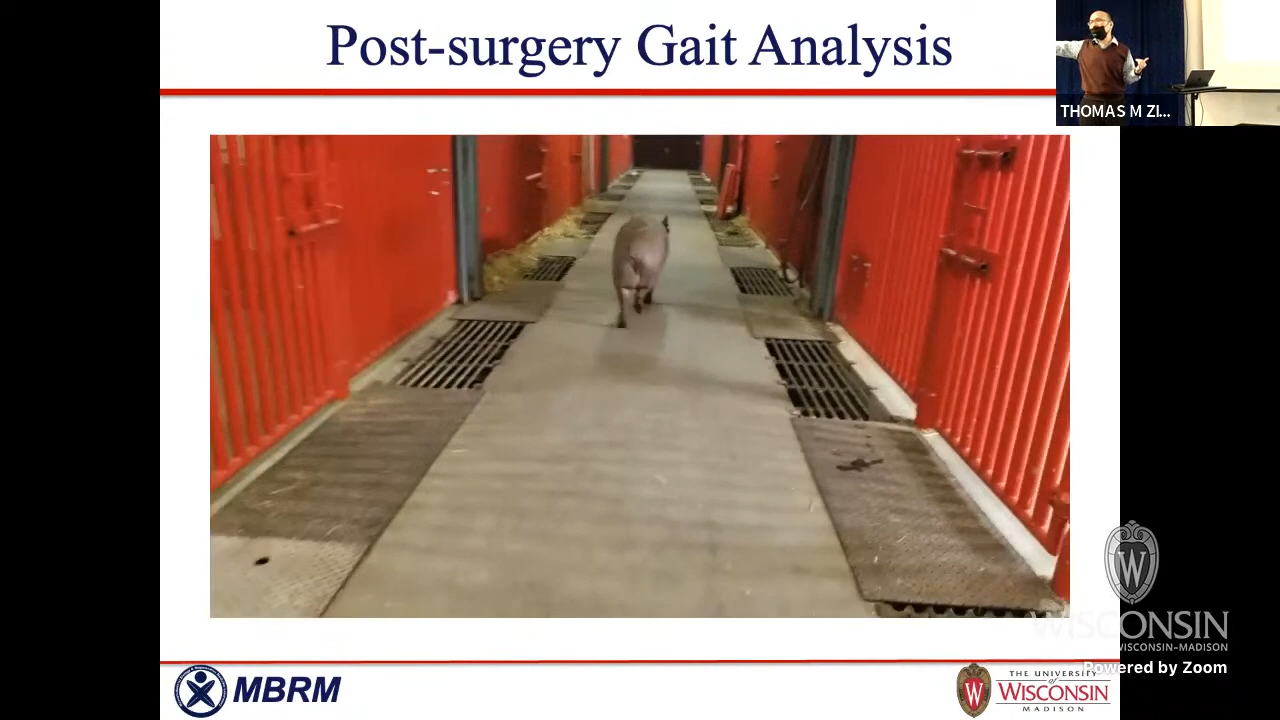 Post-surgery Gait Analysis
THOMAS M ZI...
W
WISCONSIN
WISCONSIN-MADISON
Powered by Zoom
MBRM
W
THE UNIVERSITY
of
WISCONSIN
MADISON